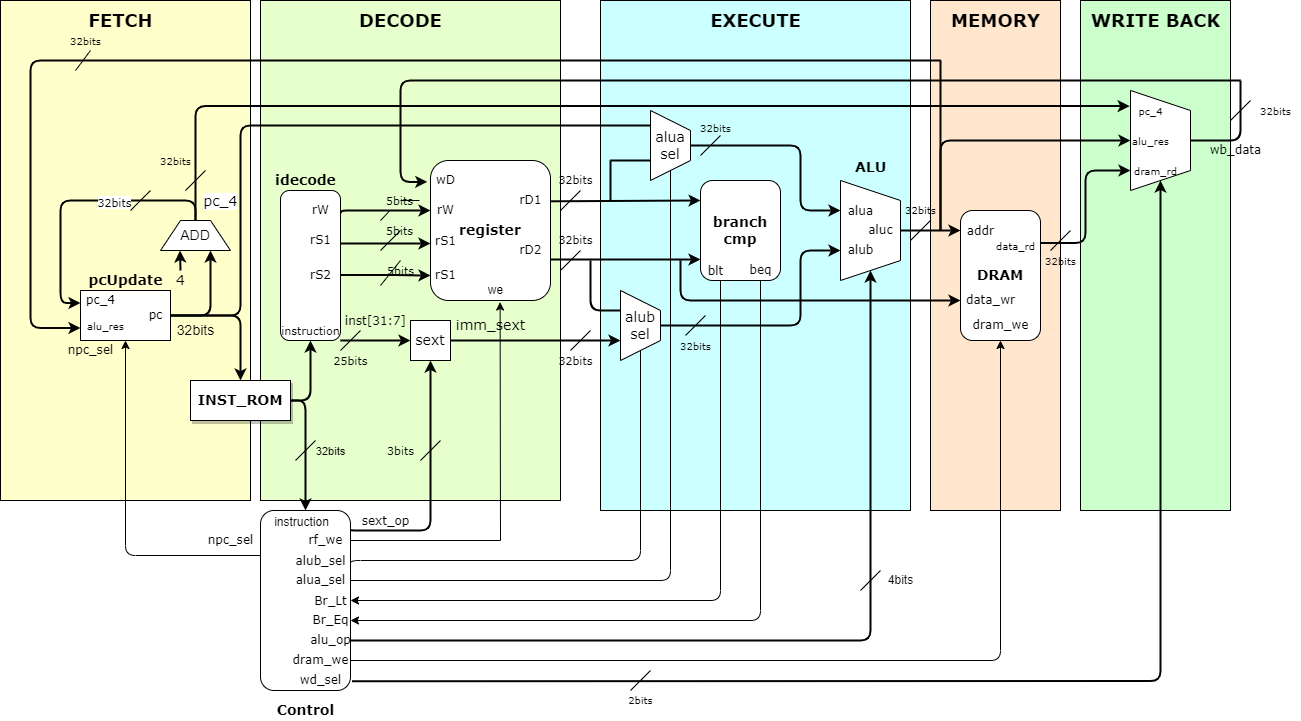 FETCH
DECODE
EXECUTE
MEMORY
WRITE BACK
32bits
32bits
pc_4
32bits
ADD
4
pcUpdate
pc_4
alu_res
pc
npc_sel
32bits
INST_ROM
idecode
rW
rS1
rS2
instruction
5bits
5bits
5bits
wD
rW
rS1
rS1
register
rD1
rD2
we
inst[31:7]
25bits
sext
imm_sext
32bits
32bits
32bits
alua
sel
32bits
branch
cmp
blt
beq
alub
sel
32bits
ALU
alua
aluc
alub
32bits
addr
data_rd
DRAM
data_wr
dram_we
32bits
pc_4
alu_res
dram_rd
32bits
wb_data
32bits
3bits
npc_sel
instruction
sext_op
rf_we
alub_sel
alua_sel
Br_Lt
Br_Eq
alu_op
dram_we
wd_sel
Control
4bits
2bits